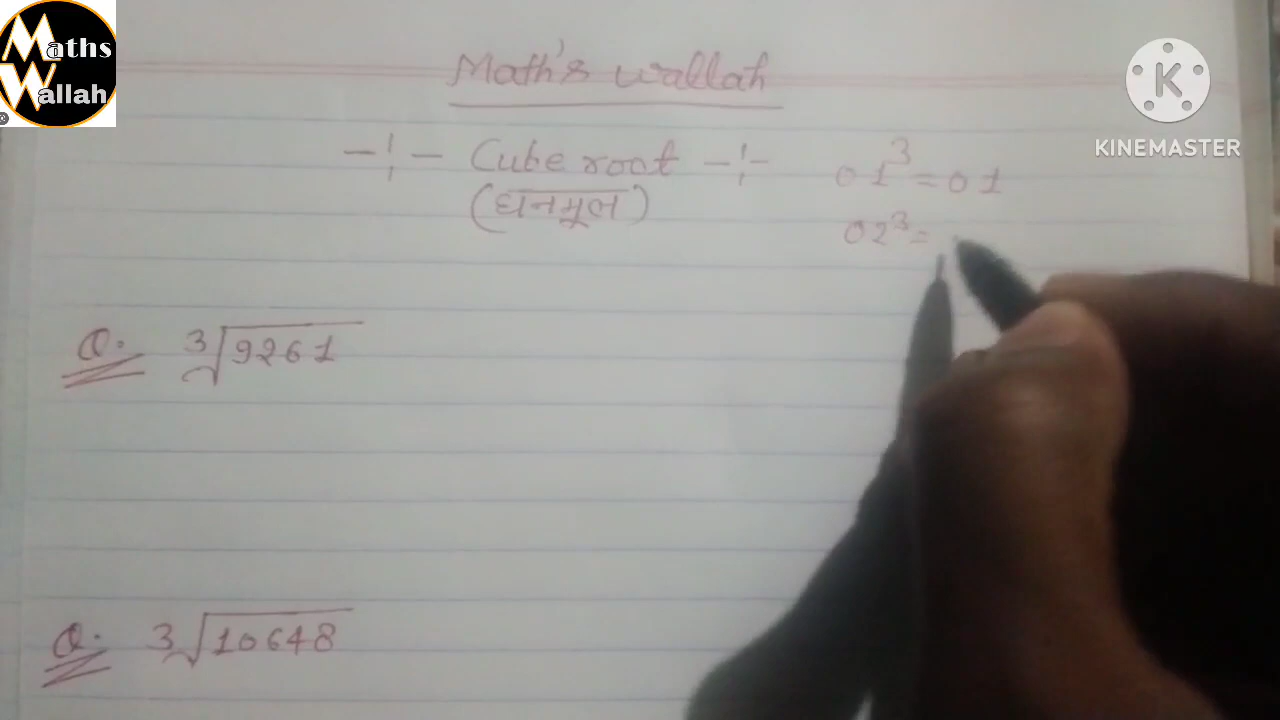 Maths
Wallah
Math's wallah
KINEMASTER
-:- Cube root -:-
(घनमूल)
01³ = 01
02³ =
Q. ³√9261
Q. ³√10648